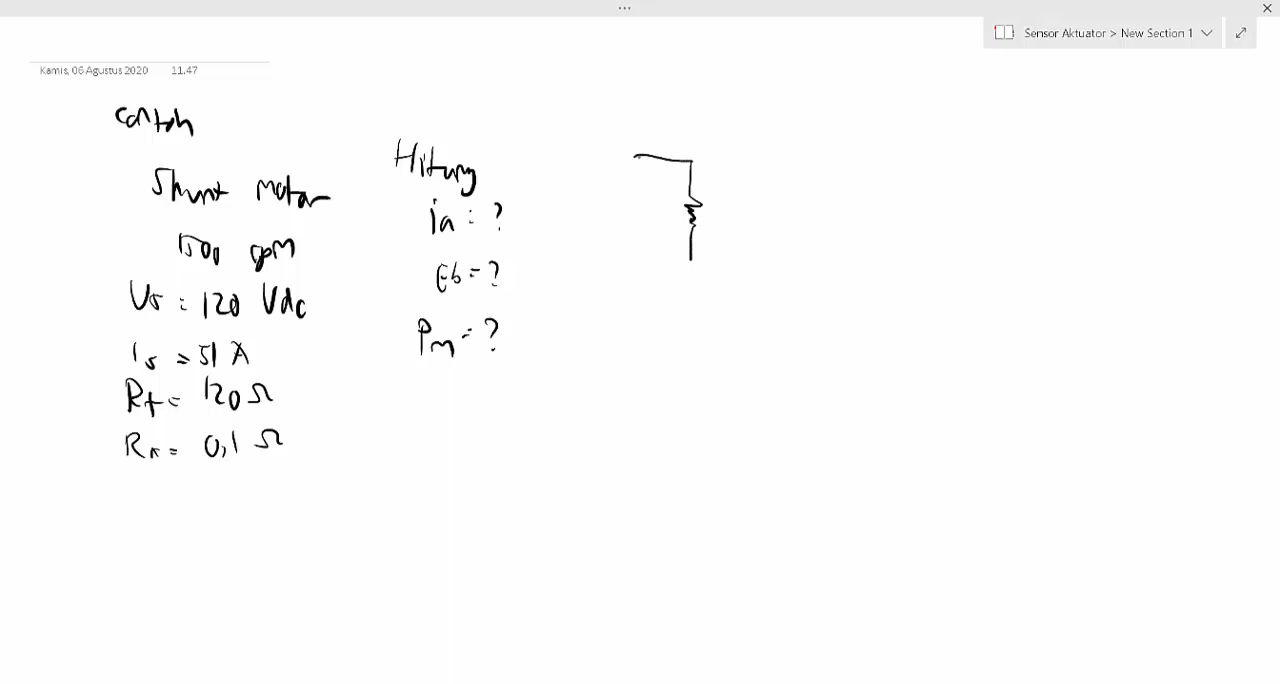 Sensor Aktuator > New Section 1
Kamis, 06 Agustus 2020 11.47
Contoh
Shunt motor
1500 rpm
Vs = 120 Vdc
Is = 51 A
Rf = 120 Ω
Ra = 0,1 Ω
Hitung
ia = ?
Eb = ?
Pm = ?